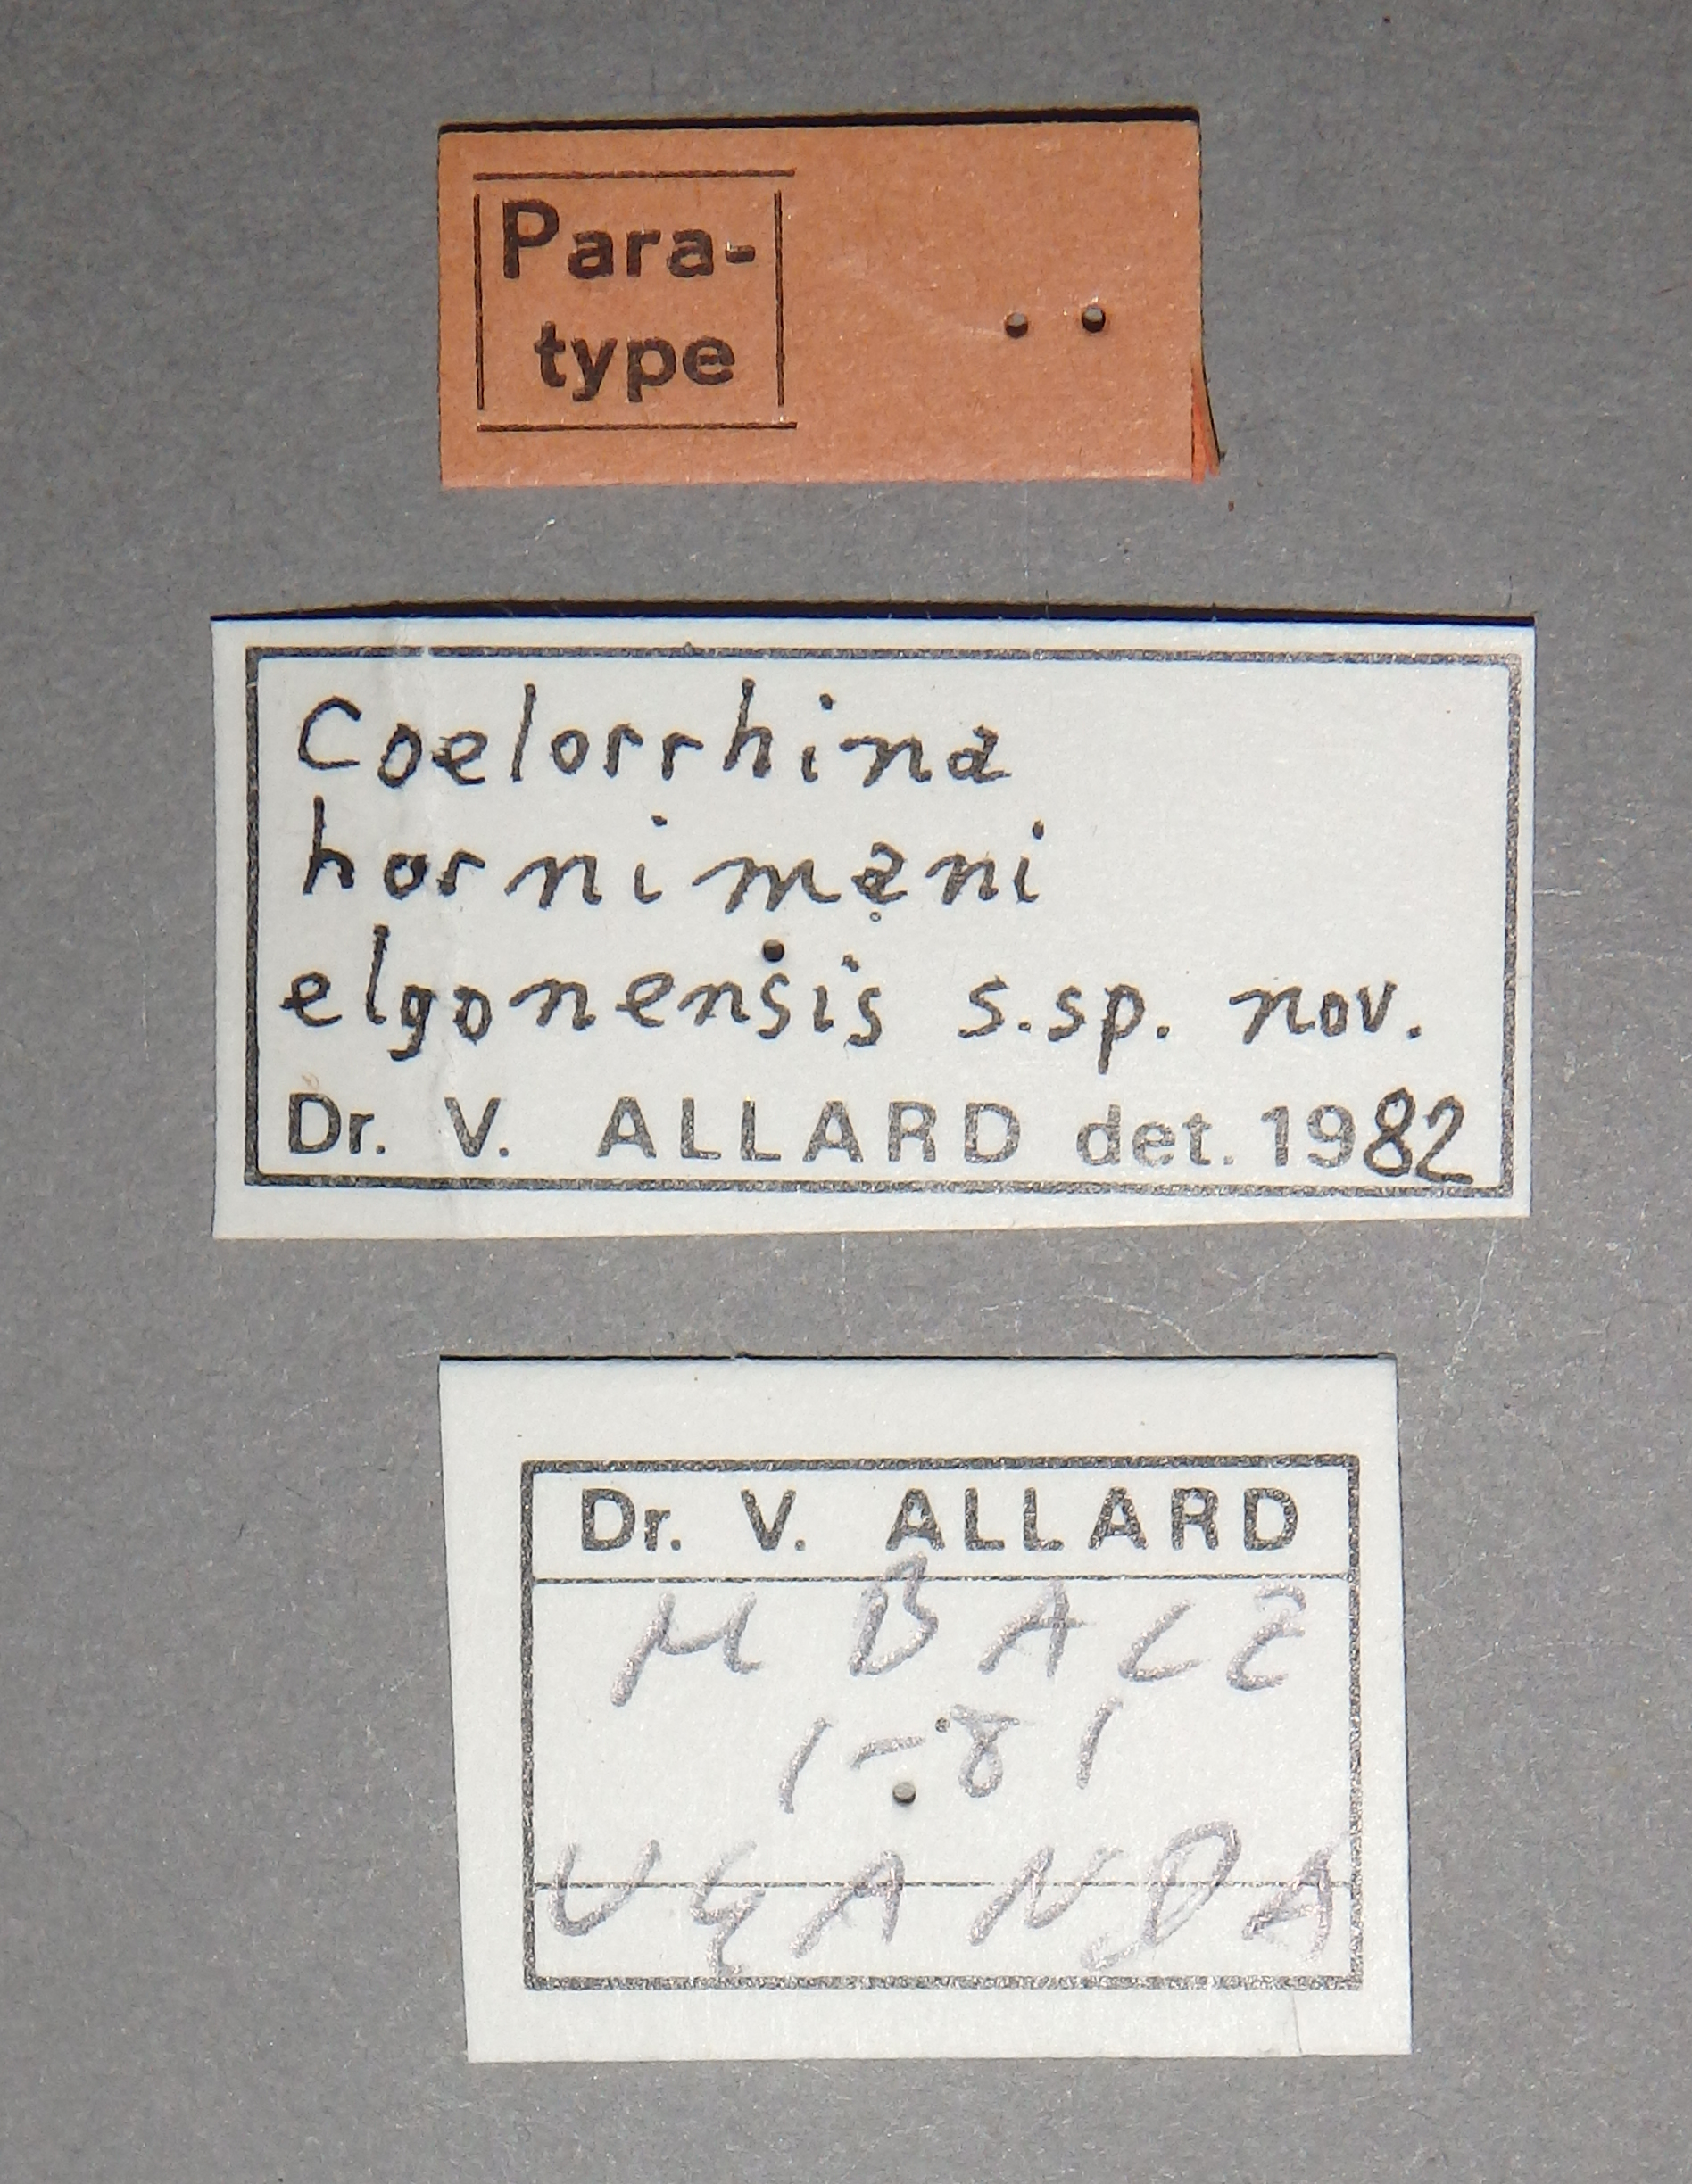 Para-
type
Coelorrhina
hornimani
elgonensis s.sp. nov.
Dr. V. ALLARD det. 1982
Dr. V. ALLARD
MBALE
1-81
UGANDA